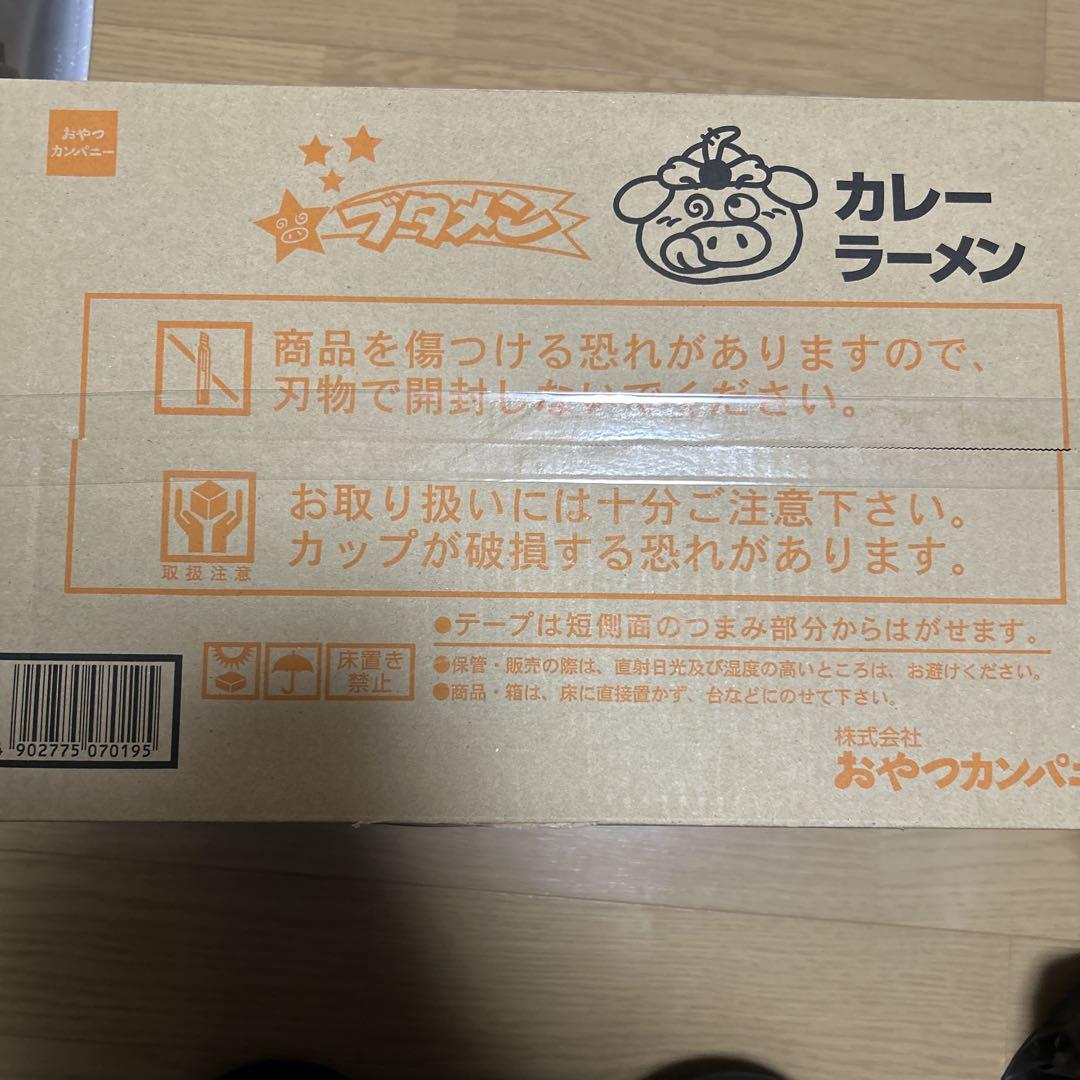 おやつ
カンパニー
ブタメン
カレー
ラーメン
商品を傷つける恐れがありますので、
刃物で開封しないでください。
お取り扱いには十分ご注意下さい。
カップが破損する恐れがあります。
取扱注意
●テープは短側面のつまみ部分からはがせます。
床置き
禁止
●保管・販売の際は、直射日光及び湿度の高いところは、お避けください。
●商品・箱は、床に直接置かず、台などにのせて下さい。
902775 070195
株式会社
おやつカンパニ